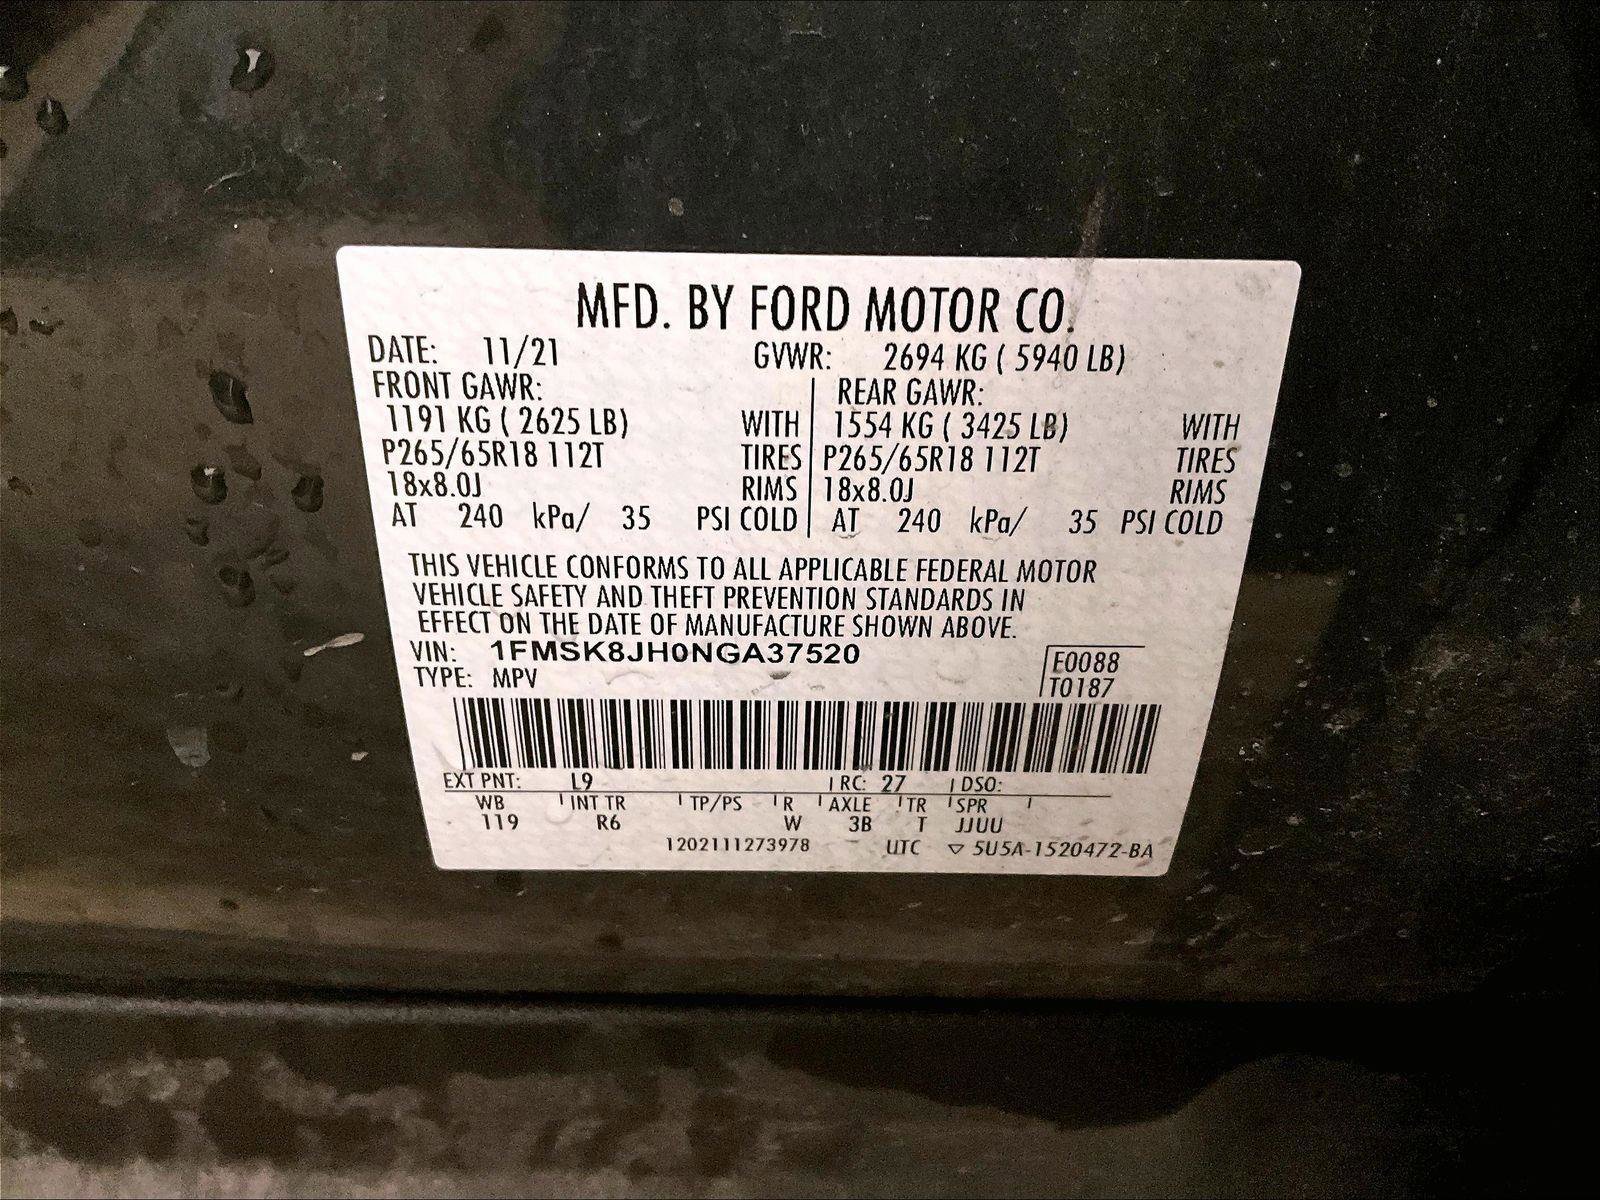 MFD. BY FORD MOTOR CO.
DATE: 11/21 GVWR: 2694 KG ( 5940 LB)
FRONT GAWR: REAR GAWR:
1191 KG ( 2625 LB) WITH 1554 KG ( 3425 LB) WITH
P265/65R18 112T TIRES P265/65R18 112T TIRES
18x8.0J RIMS 18x8.0J RIMS
AT 240 kPa/ 35 PSI COLD AT 240 kPa/ 35 PSI COLD
THIS VEHICLE CONFORMS TO ALL APPLICABLE FEDERAL MOTOR
VEHICLE SAFETY AND THEFT PREVENTION STANDARDS IN
EFFECT ON THE DATE OF MANUFACTURE SHOWN ABOVE.
VIN: 1FMSK8JH0NGA37520 E0088
TYPE: MPV T0187
EXT PNT: L9 RC: 27 DSO:
WB INT TR TP/PS R AXLE TR SPR
119 R6 W 3B T JJUU
1202111273978 UTC ▽ 5U5A-1520472-BA